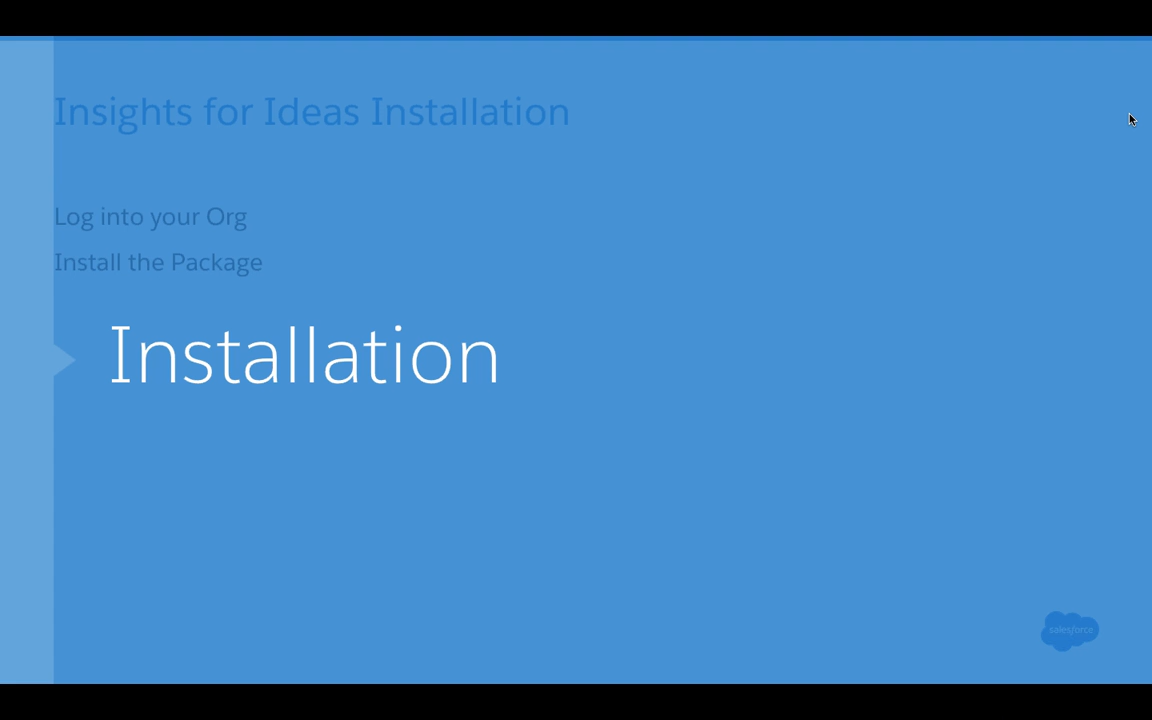 Insights for Ideas Installation
Log into your Org
Install the Package
Installation
salesforce